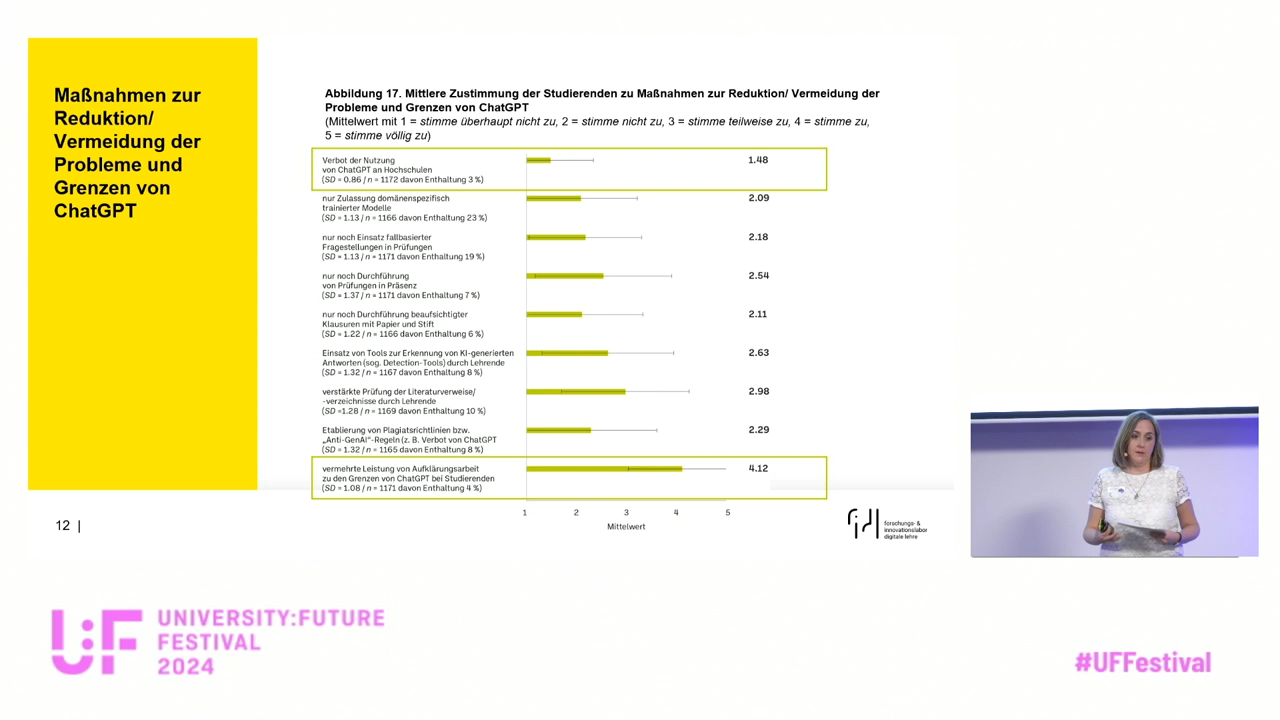 Maßnahmen zur
Reduktion/
Vermeidung der
Probleme und
Grenzen von
ChatGPT
Abbildung 17. Mittlere Zustimmung der Studierenden zu Maßnahmen zur Reduktion/ Vermeidung der
Probleme und Grenzen von ChatGPT
(Mittelwert mit 1 = stimme überhaupt nicht zu, 2 = stimme nicht zu, 3 = stimme teilweise zu, 4 = stimme zu,
5 = stimme völlig zu)
Verbot der Nutzung
von ChatGPT an Hochschulen
(SD = 0.86 / n = 1172 davon Enthaltung 3 %)
1.48
nur Zulassung domänenspezifisch
trainierter Modelle
(SD = 1.13 / n = 1166 davon Enthaltung 23 %)
2.09
nur noch Einsatz fallbasierter
Fragestellungen in Prüfungen
(SD = 1.13 / n = 1171 davon Enthaltung 19 %)
2.18
nur noch Durchführung
von Prüfungen in Präsenz
(SD = 1.37 / n = 1171 davon Enthaltung 7 %)
2.54
nur noch Durchführung beaufsichtigter
Klausuren mit Papier und Stift
(SD = 1.22 / n = 1166 davon Enthaltung 6 %)
2.11
Einsatz von Tools zur Erkennung von KI-generierten
Antworten (sog. Detection-Tools) durch Lehrende
(SD = 1.32 / n = 1167 davon Enthaltung 8 %)
2.63
verstärkte Prüfung der Literaturverweise/
-verzeichnisse durch Lehrende
(SD =1.28 / n = 1169 davon Enthaltung 10 %)
2.98
Etablierung von Plagiatsrichtlinien bzw.
„Anti-GenAI"-Regeln (z. B. Verbot von ChatGPT
(SD = 1.32 / n = 1165 davon Enthaltung 8 %)
2.29
vermehrte Leistung von Aufklärungsarbeit
zu den Grenzen von ChatGPT bei Studierenden
(SD = 1.08 / n = 1171 davon Enthaltung 4 %)
4.12
1 2 3 4 5
Mittelwert
12 |
fidl
forschungs- &
innovationslabor
digitale lehre
U:F
UNIVERSITY:FUTURE
FESTIVAL
2024
#UFFestival